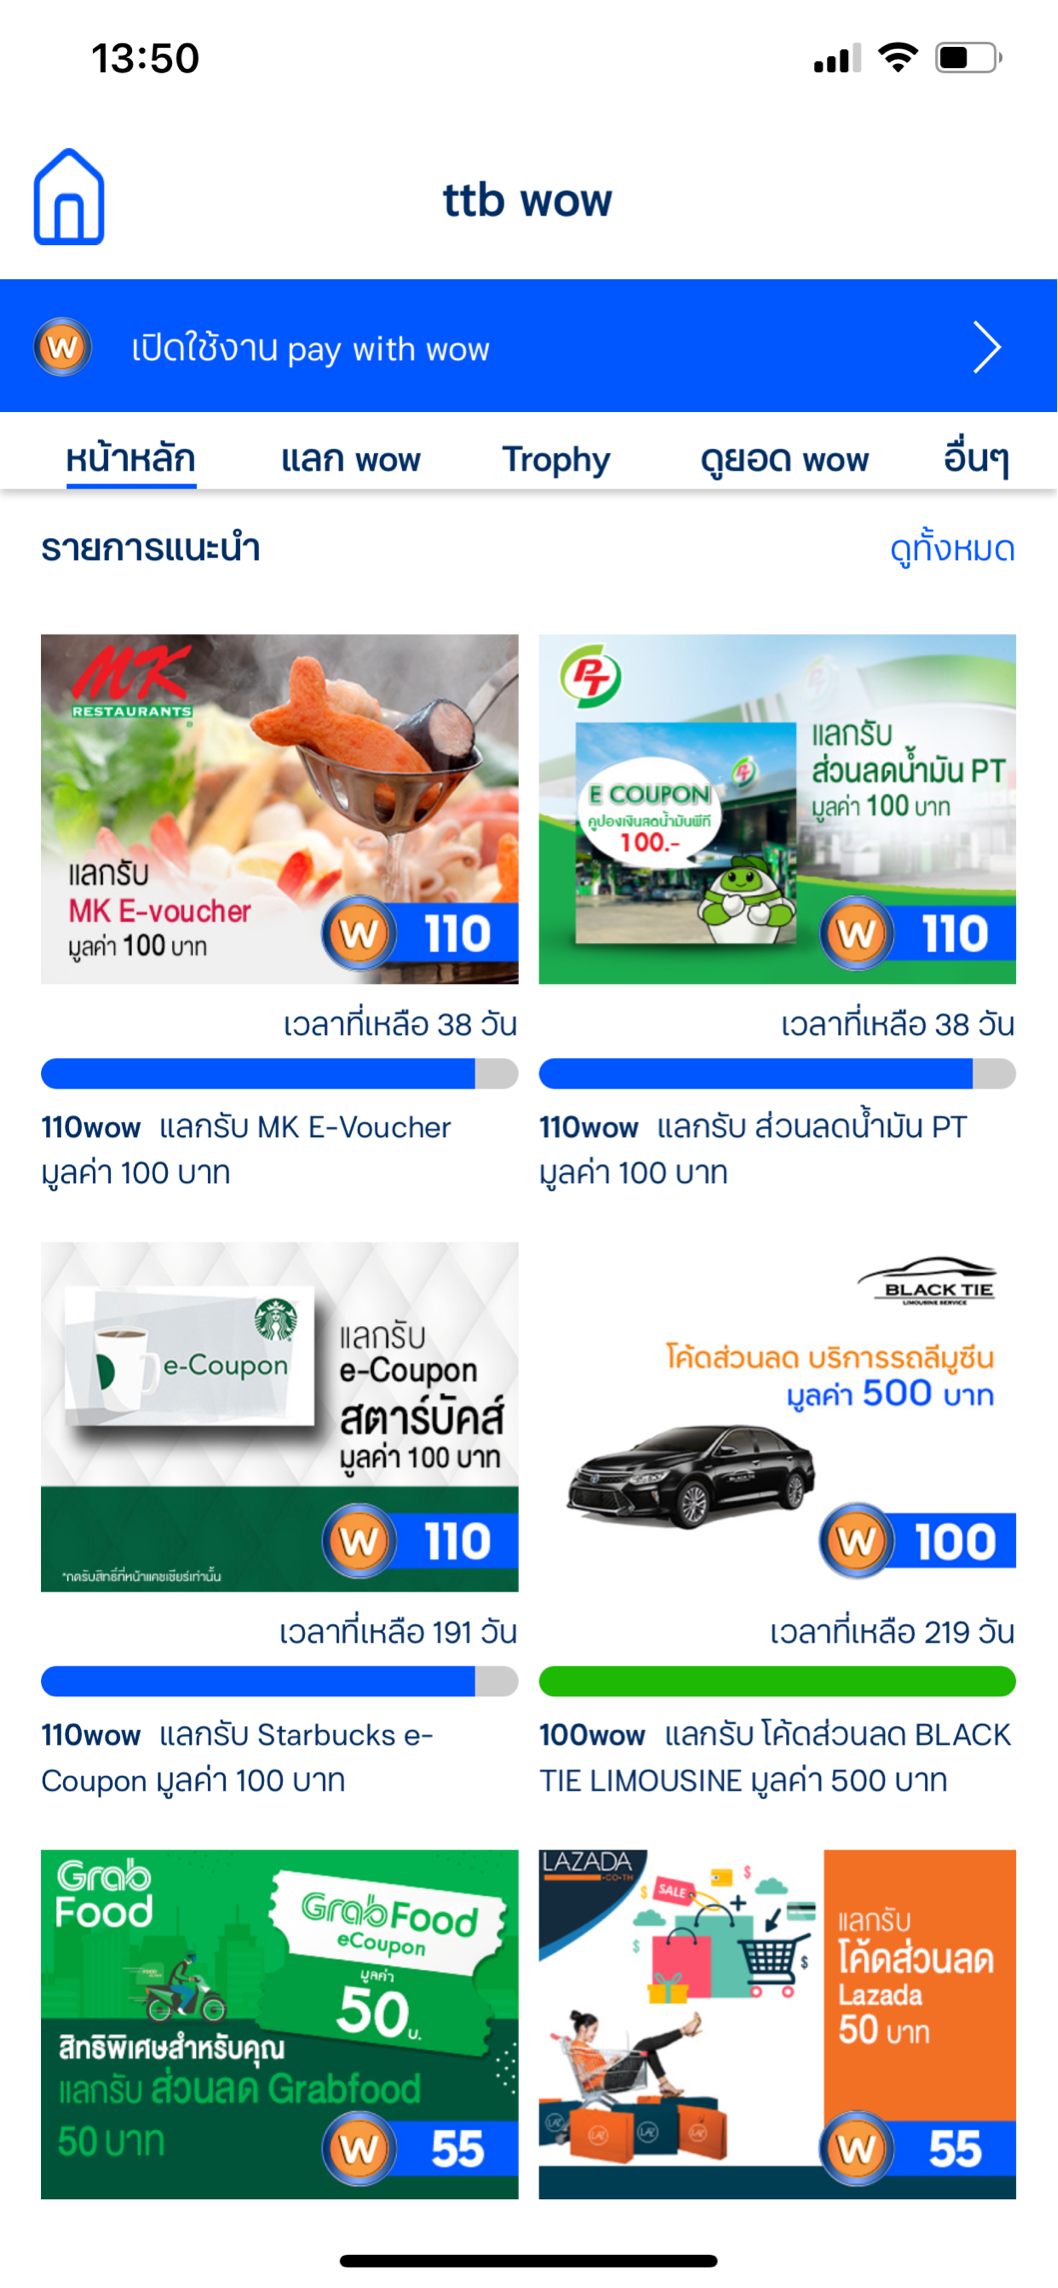 13:50
ttb wow
W
เปิดใช้งาน pay with wow
หน้าหลัก
แลก wow
Trophy
ดูยอด wow
อื่นๆ
รายการแนะนำ
ดูทั้งหมด
MK
RESTAURANTS
แลกรับ
MK E-voucher
มูลค่า 100 บาท
W
110
PT
E COUPON
คูปองเงินสดน้ำมันพีที
100.-
แลกรับ
ส่วนลดน้ำมัน PT
มูลค่า 100 บาท
W
110
เวลาที่เหลือ 38 วัน
110wow แลกรับ MK E-Voucher
มูลค่า 100 บาท
เวลาที่เหลือ 38 วัน
110wow แลกรับ ส่วนลดน้ำมัน PT
มูลค่า 100 บาท
e-Coupon
แลกรับ
e-Coupon
สตาร์บัคส์
มูลค่า 100 บาท
*กดรับสิทธิ์ที่หน้าแคชเชียร์เท่านั้น
W
110
BLACK TIE
LIMOUSINE SERVICE
โค้ดส่วนลด บริการรถลีมูซีน
มูลค่า 500 บาท
BLACK TIE
W
100
เวลาที่เหลือ 191 วัน
110wow แลกรับ Starbucks e-
Coupon มูลค่า 100 บาท
เวลาที่เหลือ 219 วัน
100wow แลกรับ โค้ดส่วนลด BLACK
TIE LIMOUSINE มูลค่า 500 บาท
Grab
Food
GrabFood
eCoupon
มูลค่า
50บ.
สิทธิพิเศษสำหรับคุณ
แลกรับ ส่วนลด Grabfood
50 บาท
W
55
LAZADA
.CO.TH
SALE
แลกรับ
โค้ดส่วนลด
Lazada
50 บาท
W
55